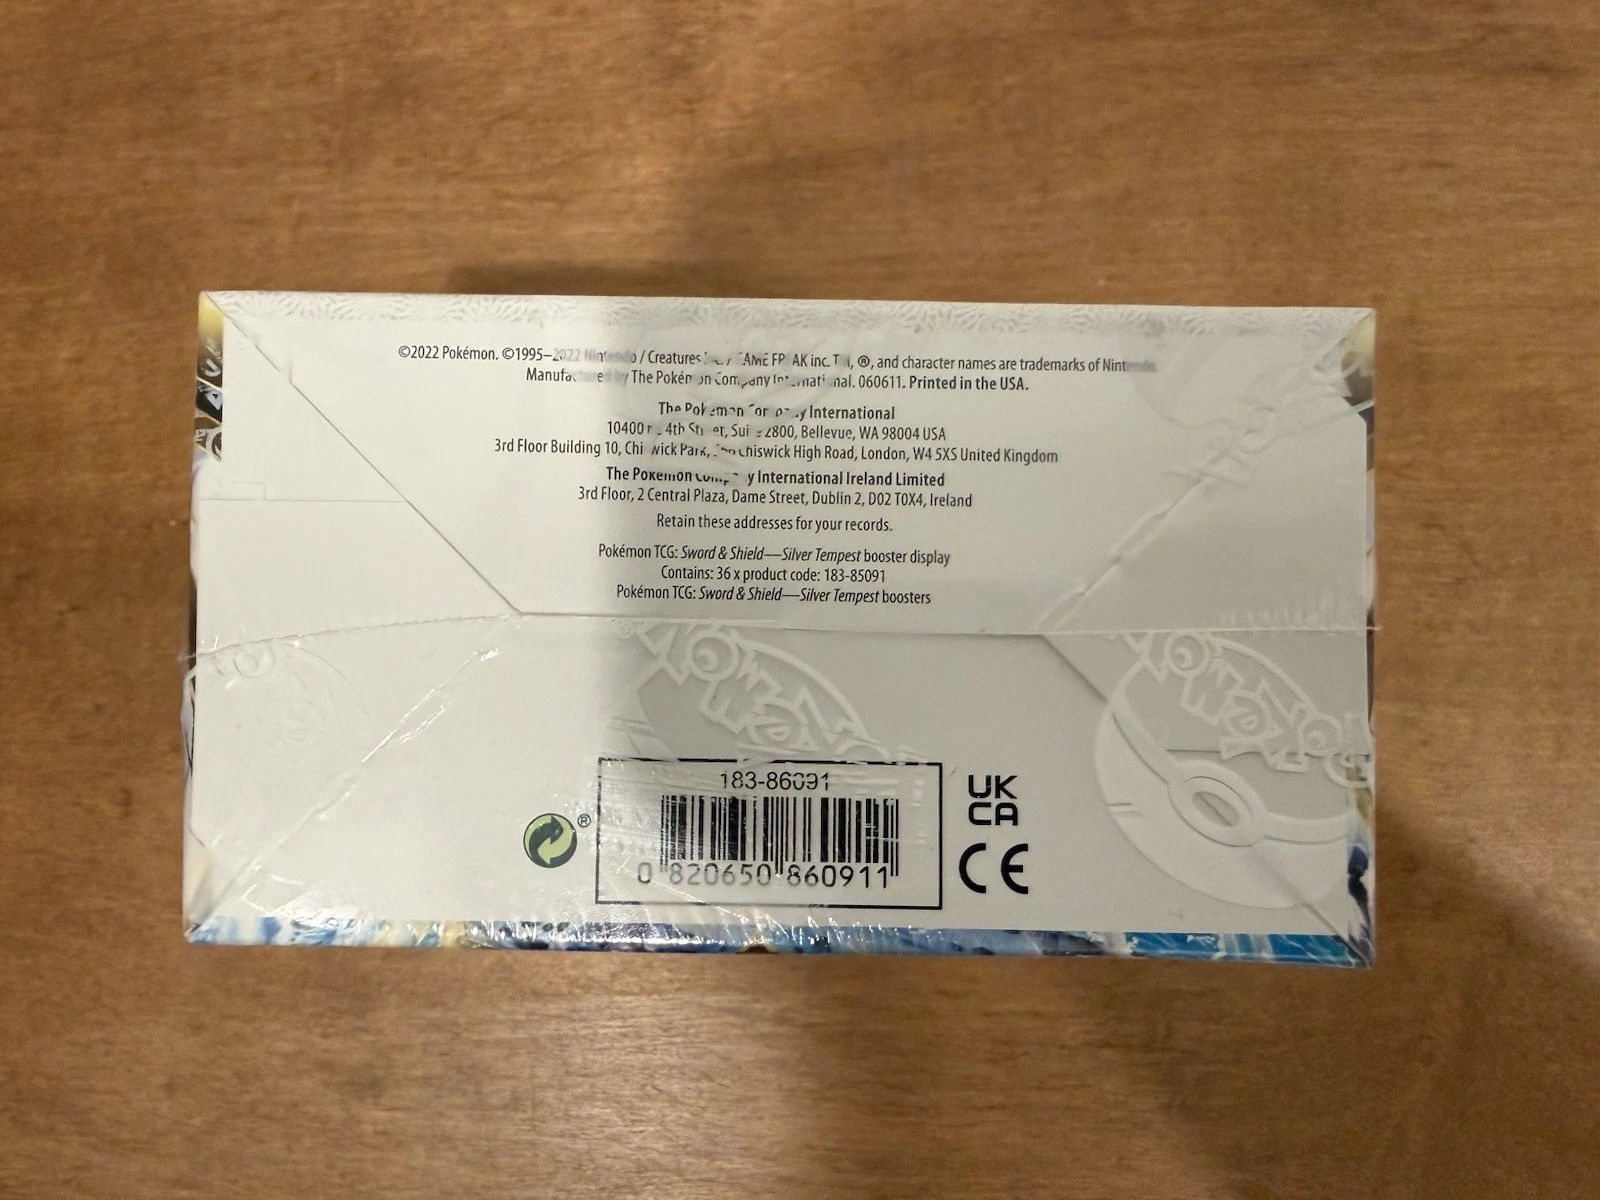 ©2022 Pokémon. ©1995–2022 Nintendo / Creatures Inc. / GAME FREAK inc. TM, ®, and character names are trademarks of Nintendo.
Manufactured by The Pokémon Company International. 060611. Printed in the USA.
The Pokémon Company International
10400 NE 4th Street, Suite 2800, Bellevue, WA 98004 USA
3rd Floor Building 10, Chiswick Park, Chiswick High Road, London, W4 5XS United Kingdom
The Pokémon Company International Ireland Limited
3rd Floor, 2 Central Plaza, Dame Street, Dublin 2, D02 T0X4, Ireland
Retain these addresses for your records.
Pokémon TCG: Sword & Shield—Silver Tempest booster display
Contains: 36 x product code: 183-85091
Pokémon TCG: Sword & Shield—Silver Tempest boosters
POKéMON
POKéMON
183-86091
®
UK
CA
0 820650 860911
CE